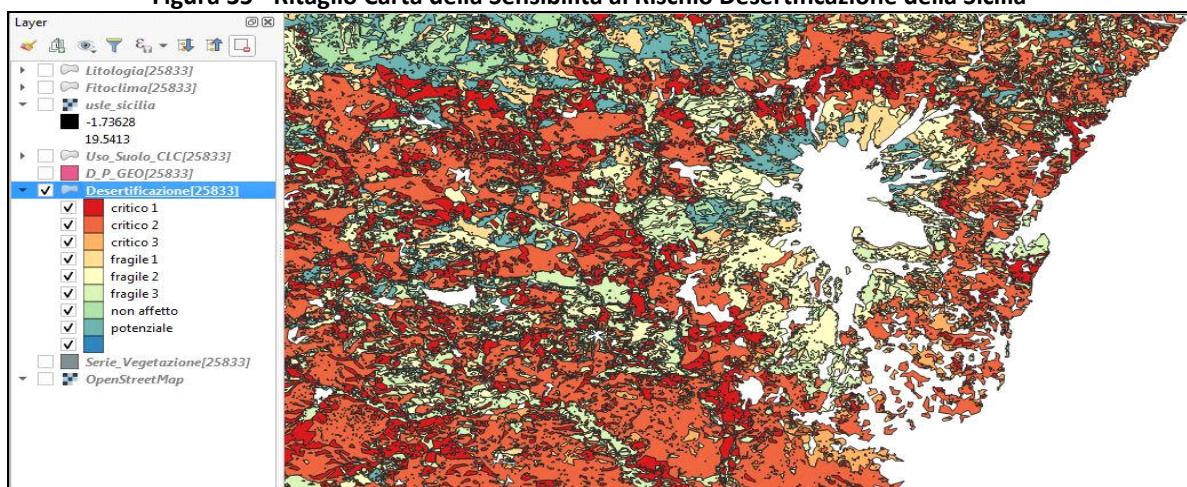 Figura 33 - Ritaglio Carta della Sensibilità al Rischio Desertificazione della Sicilia
Layer
Litologia[25833]
Fitoclima[25833]
usle_sicilia
-1.73628
19.5413
Uso_Suolo_CLC[25833]
D_P_GEO[25833]
Desertificazione[25833]
critico 1
critico 2
critico 3
fragile 1
fragile 2
fragile 3
non affetto
potenziale
Serie_Vegetazione[25833]
OpenStreetMap